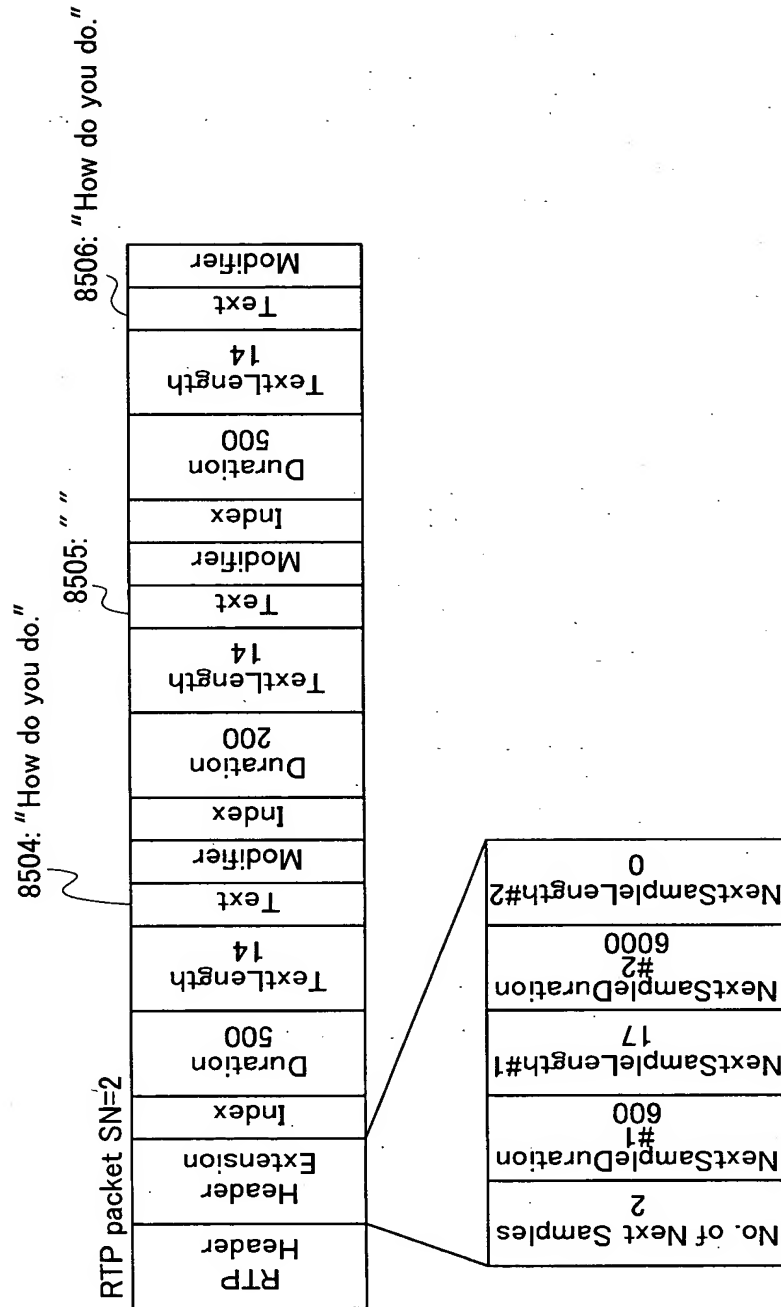 8504: "How do you do."
8505: " "
8506: "How do you do."
RTP packet SN=2
RTP
Header
Header
Extension
Index
Duration
500
TextLength
14
Text
Modifier
Index
Duration
200
TextLength
14
Text
Modifier
Index
Duration
500
TextLength
14
Text
Modifier
No. of Next Samples
2
NextSampleDuration
#1
600
NextSampleLength#1
17
NextSampleDuration
#2
6000
NextSampleLength#2
0